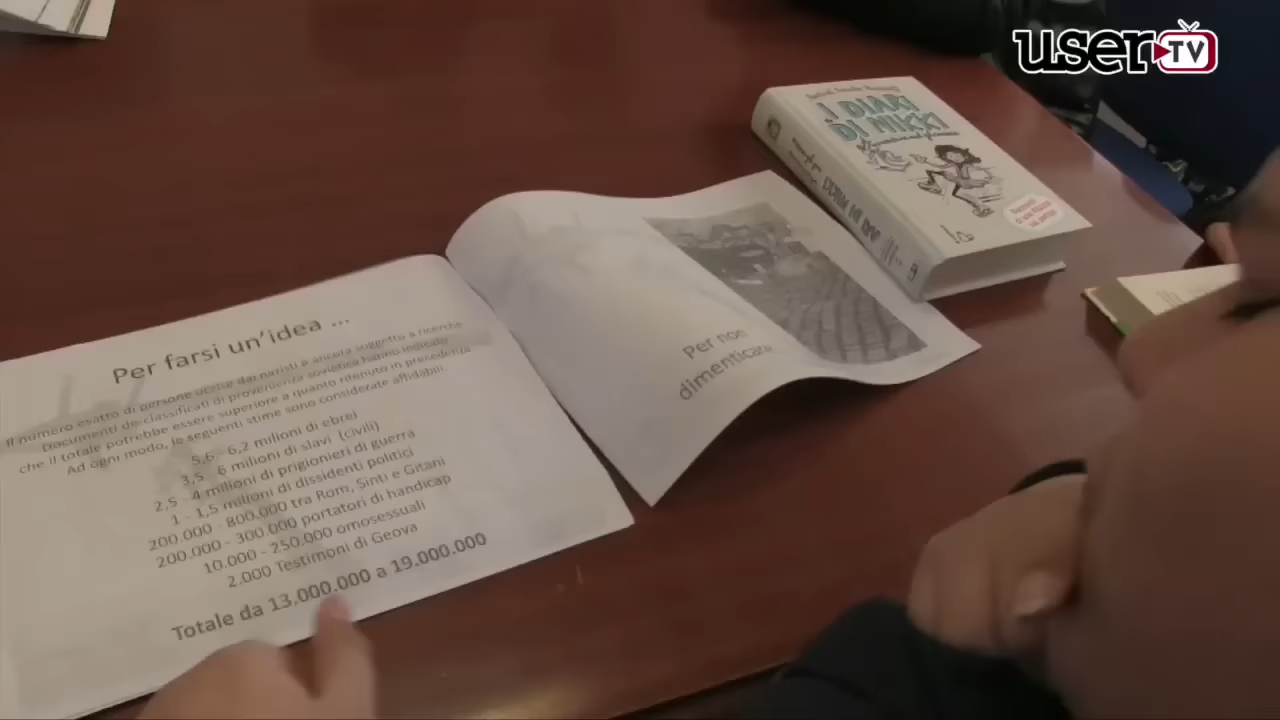 user TV
I DIARI
DI NIKKI
Per non
dimenticare
Per farsi un'idea ...
Il numero esatto di persone uccise dai nazisti è ancora soggetto a ricerche
Documenti declassificati di provenienza sovietica hanno indicato
che il totale potrebbe essere superiore a quanto ritenuto in precedenza
Ad ogni modo, le seguenti stime sono considerate affidabili.
5,6 - 6,2 milioni di ebrei
3,5 - 6 milioni di slavi (civili)
2,5 - 4 milioni di prigionieri di guerra
1 - 1,5 milioni di dissidenti politici
200.000 - 800.000 tra Rom, Sinti e Gitani
200.000 - 300.000 portatori di handicap
10.000 - 250.000 omosessuali
2.000 Testimoni di Geova
Totale da 13.000.000 a 19.000.000